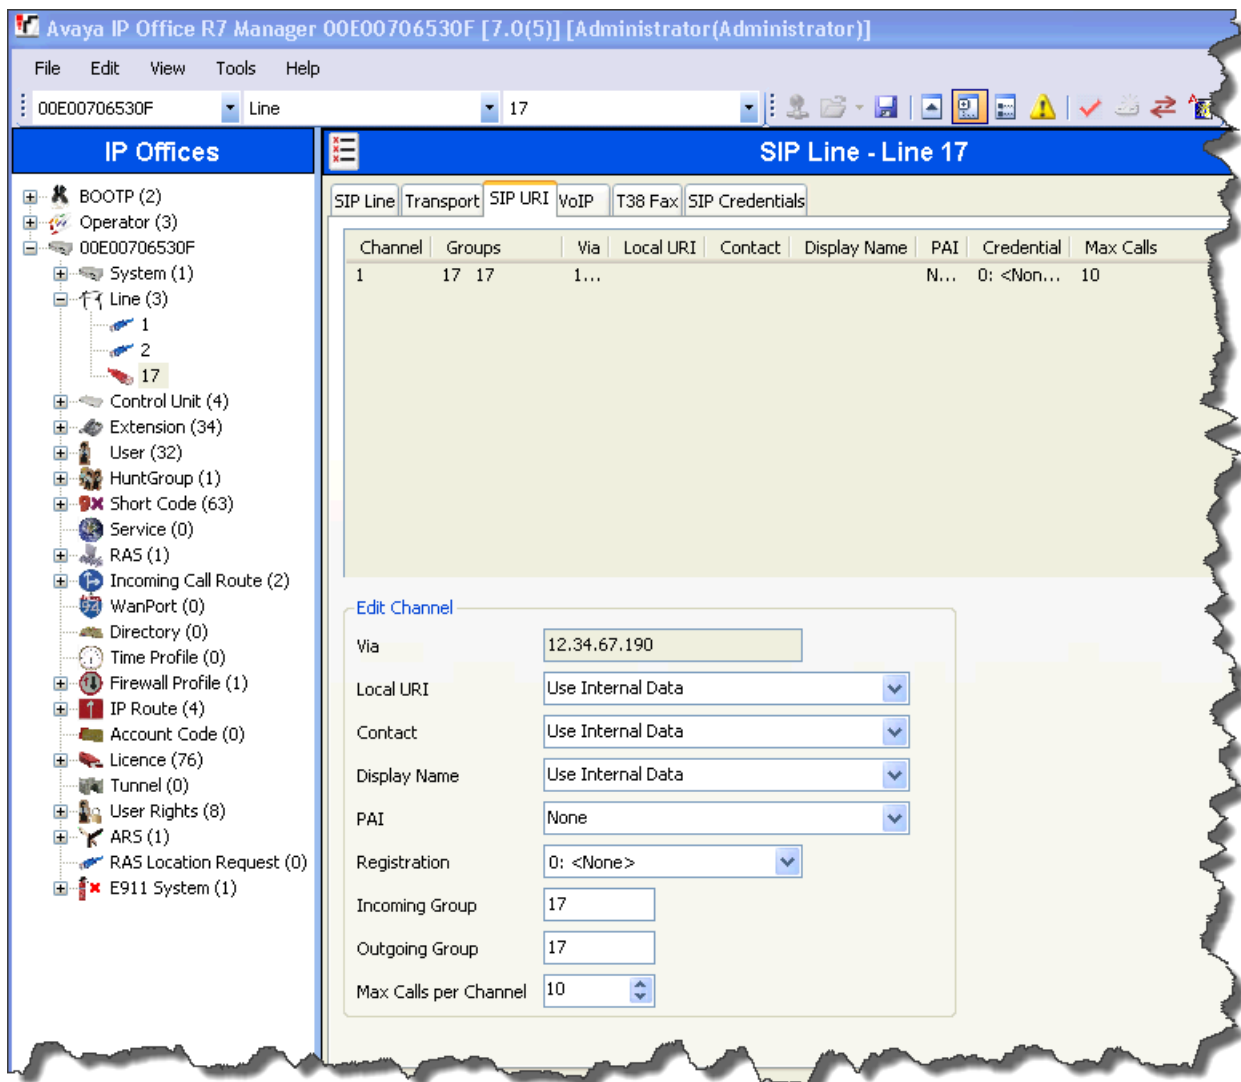 Avaya IP Office R7 Manager 00E00706530F [7.0(5)] [Administrator(Administrator)]
File Edit View Tools Help
00E00706530F Line 17
IP Offices
SIP Line - Line 17
BOOTP (2)
Operator (3)
00E00706530F
System (1)
Line (3)
1
2
17
Control Unit (4)
Extension (34)
User (32)
HuntGroup (1)
Short Code (63)
Service (0)
RAS (1)
Incoming Call Route (2)
WanPort (0)
Directory (0)
Time Profile (0)
Firewall Profile (1)
IP Route (4)
Account Code (0)
Licence (76)
Tunnel (0)
User Rights (8)
ARS (1)
RAS Location Request (0)
E911 System (1)
SIP Line Transport SIP URI VoIP T38 Fax SIP Credentials
Channel Groups Via Local URI Contact Display Name PAI Credential Max Calls
1 17 17 1... N... 0: <Non... 10
Edit Channel
Via 12.34.67.190
Local URI Use Internal Data
Contact Use Internal Data
Display Name Use Internal Data
PAI None
Registration 0: <None>
Incoming Group 17
Outgoing Group 17
Max Calls per Channel 10